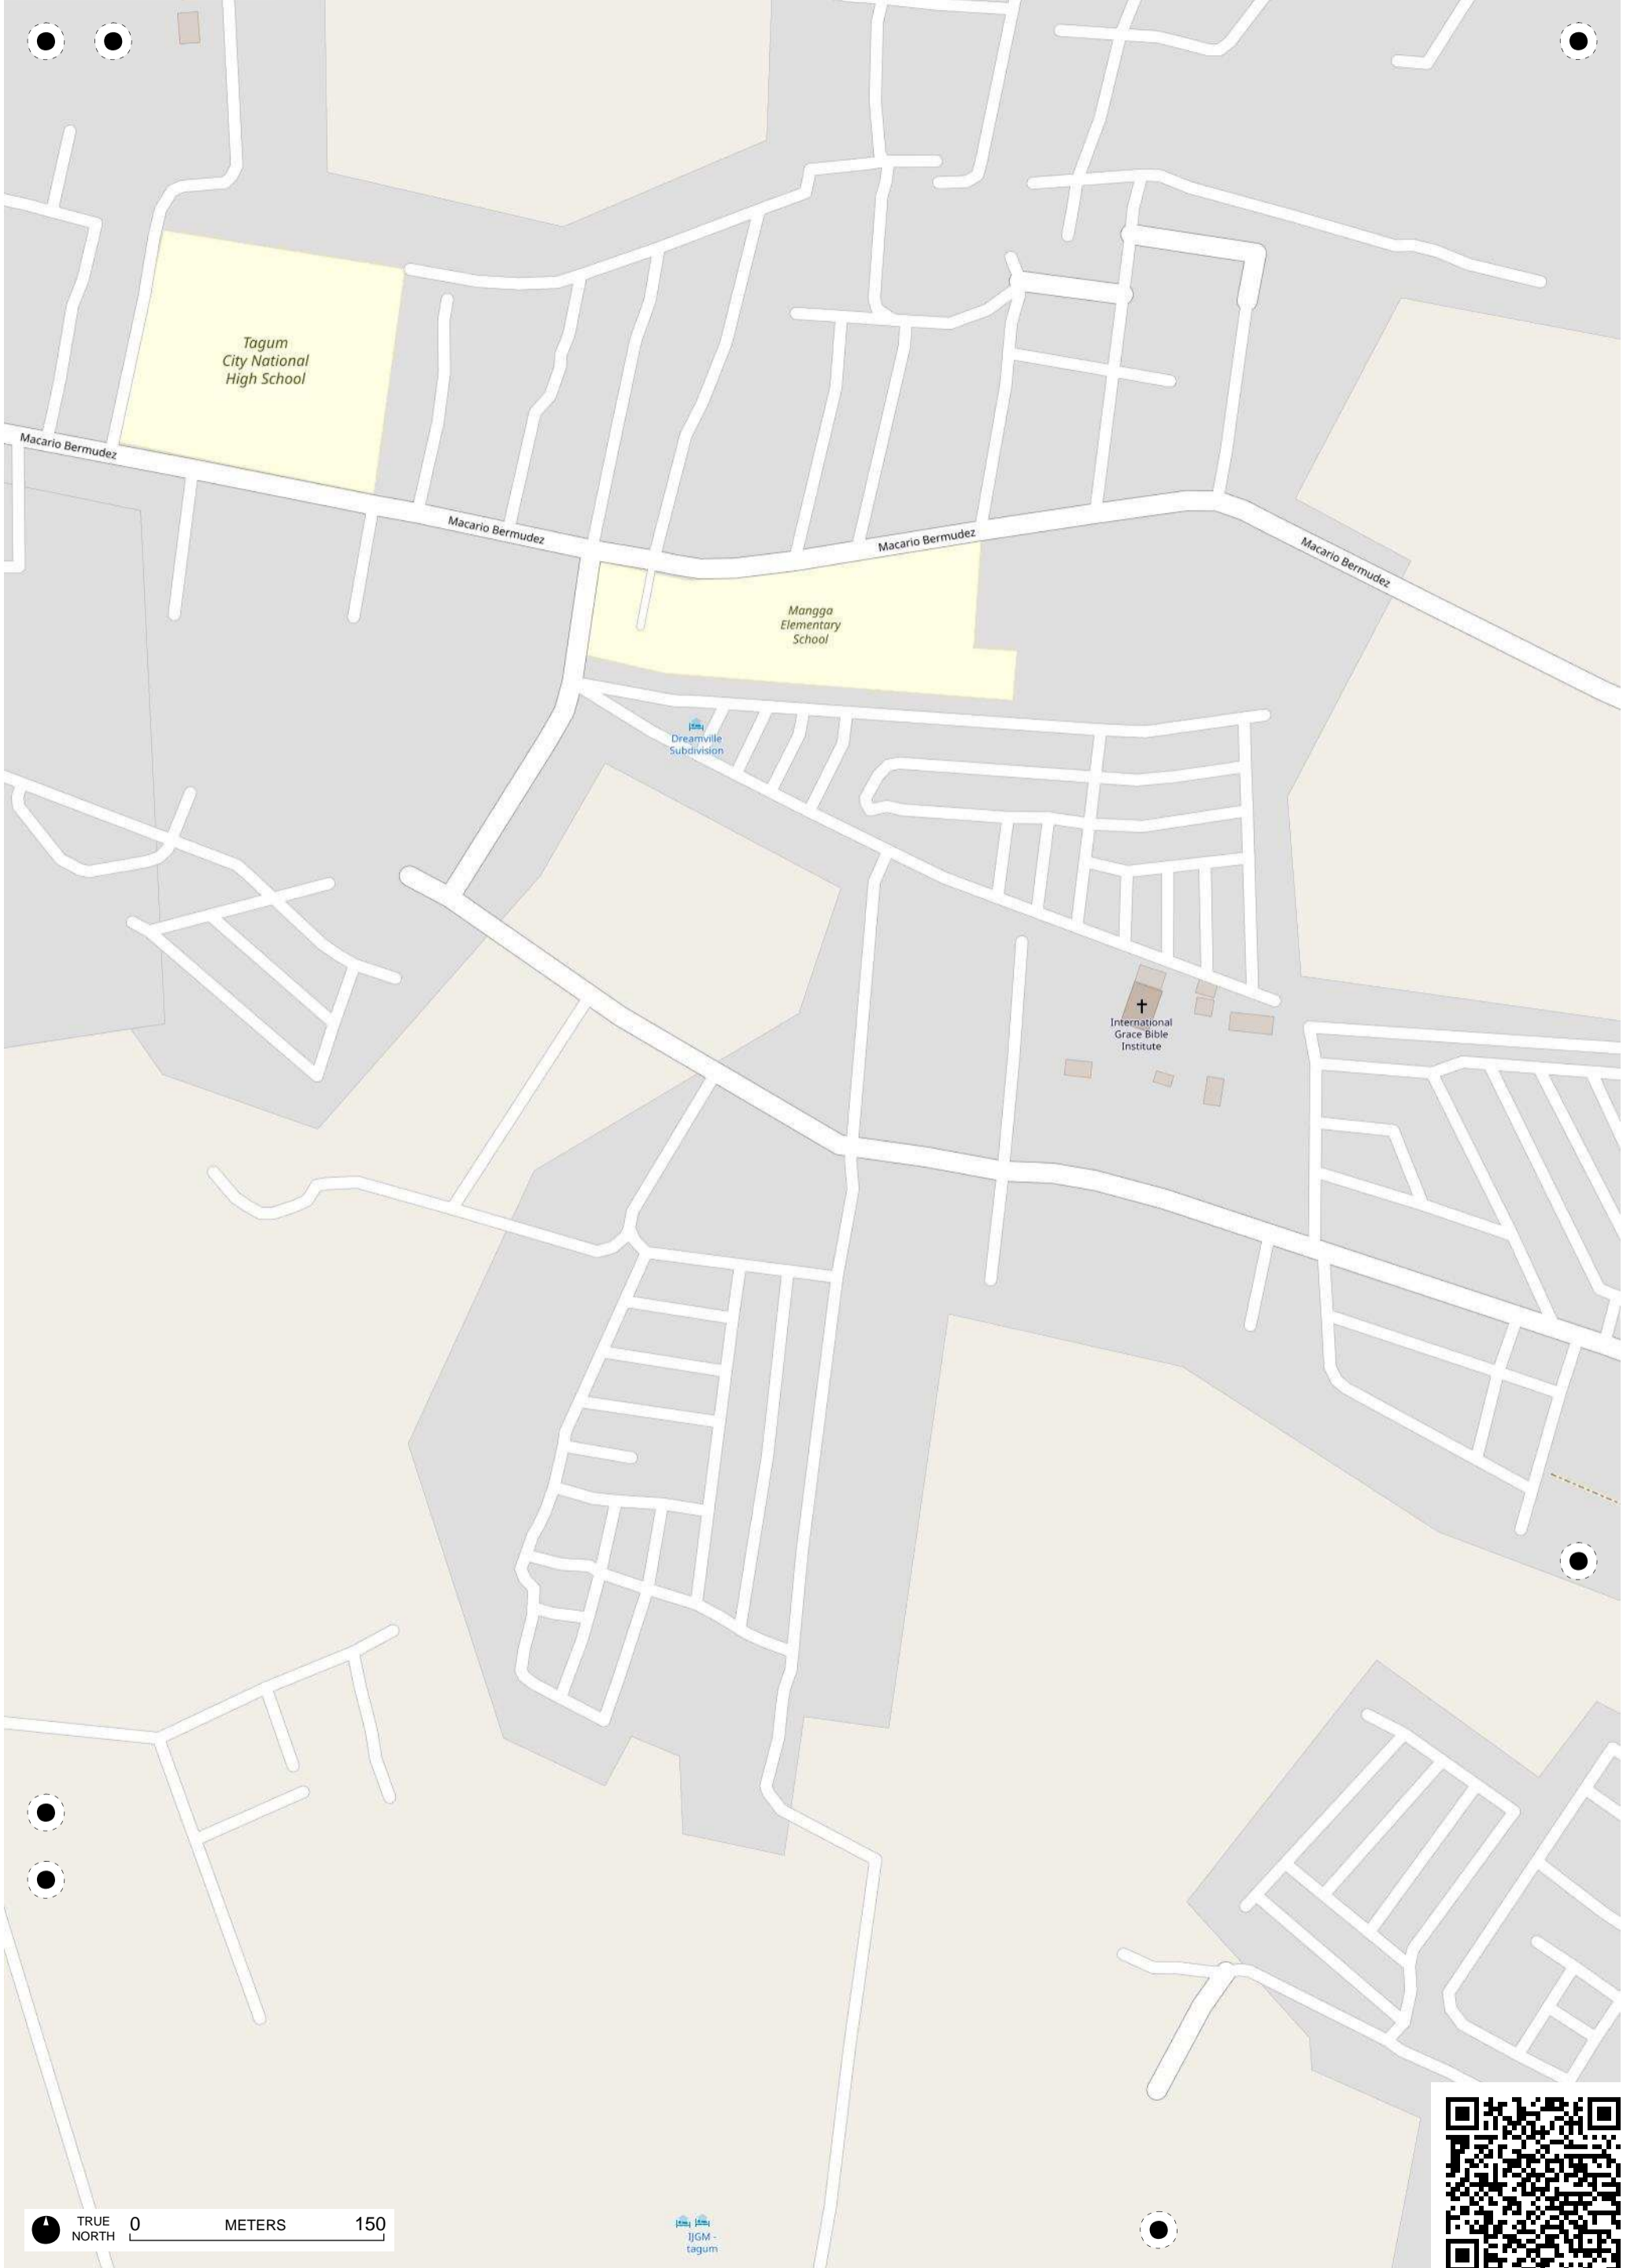 Tagum
City National
High School
Macario Bermudez
Macario Bermudez
Macario Bermudez
Macario Bermudez
Mangga
Elementary
School
Dreamville
Subdivision
International
Grace Bible
Institute
TRUE
NORTH
0 METERS 150
IJGM -
tagum